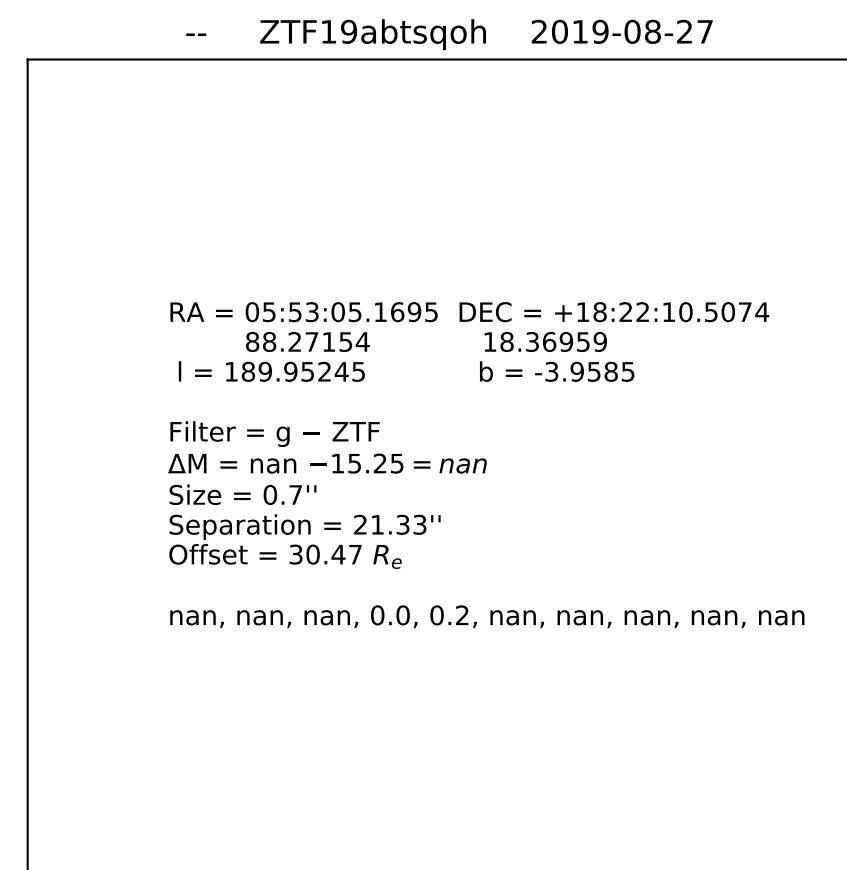 -- ZTF19abtsqoh 2019-08-27
RA = 05:53:05.1695 DEC = +18:22:10.5074
88.27154 18.36959
l = 189.95245 b = -3.9585
Filter = g − ZTF
ΔM = nan −15.25 = nan
Size = 0.7''
Separation = 21.33''
Offset = 30.47 Re
nan, nan, nan, 0.0, 0.2, nan, nan, nan, nan, nan